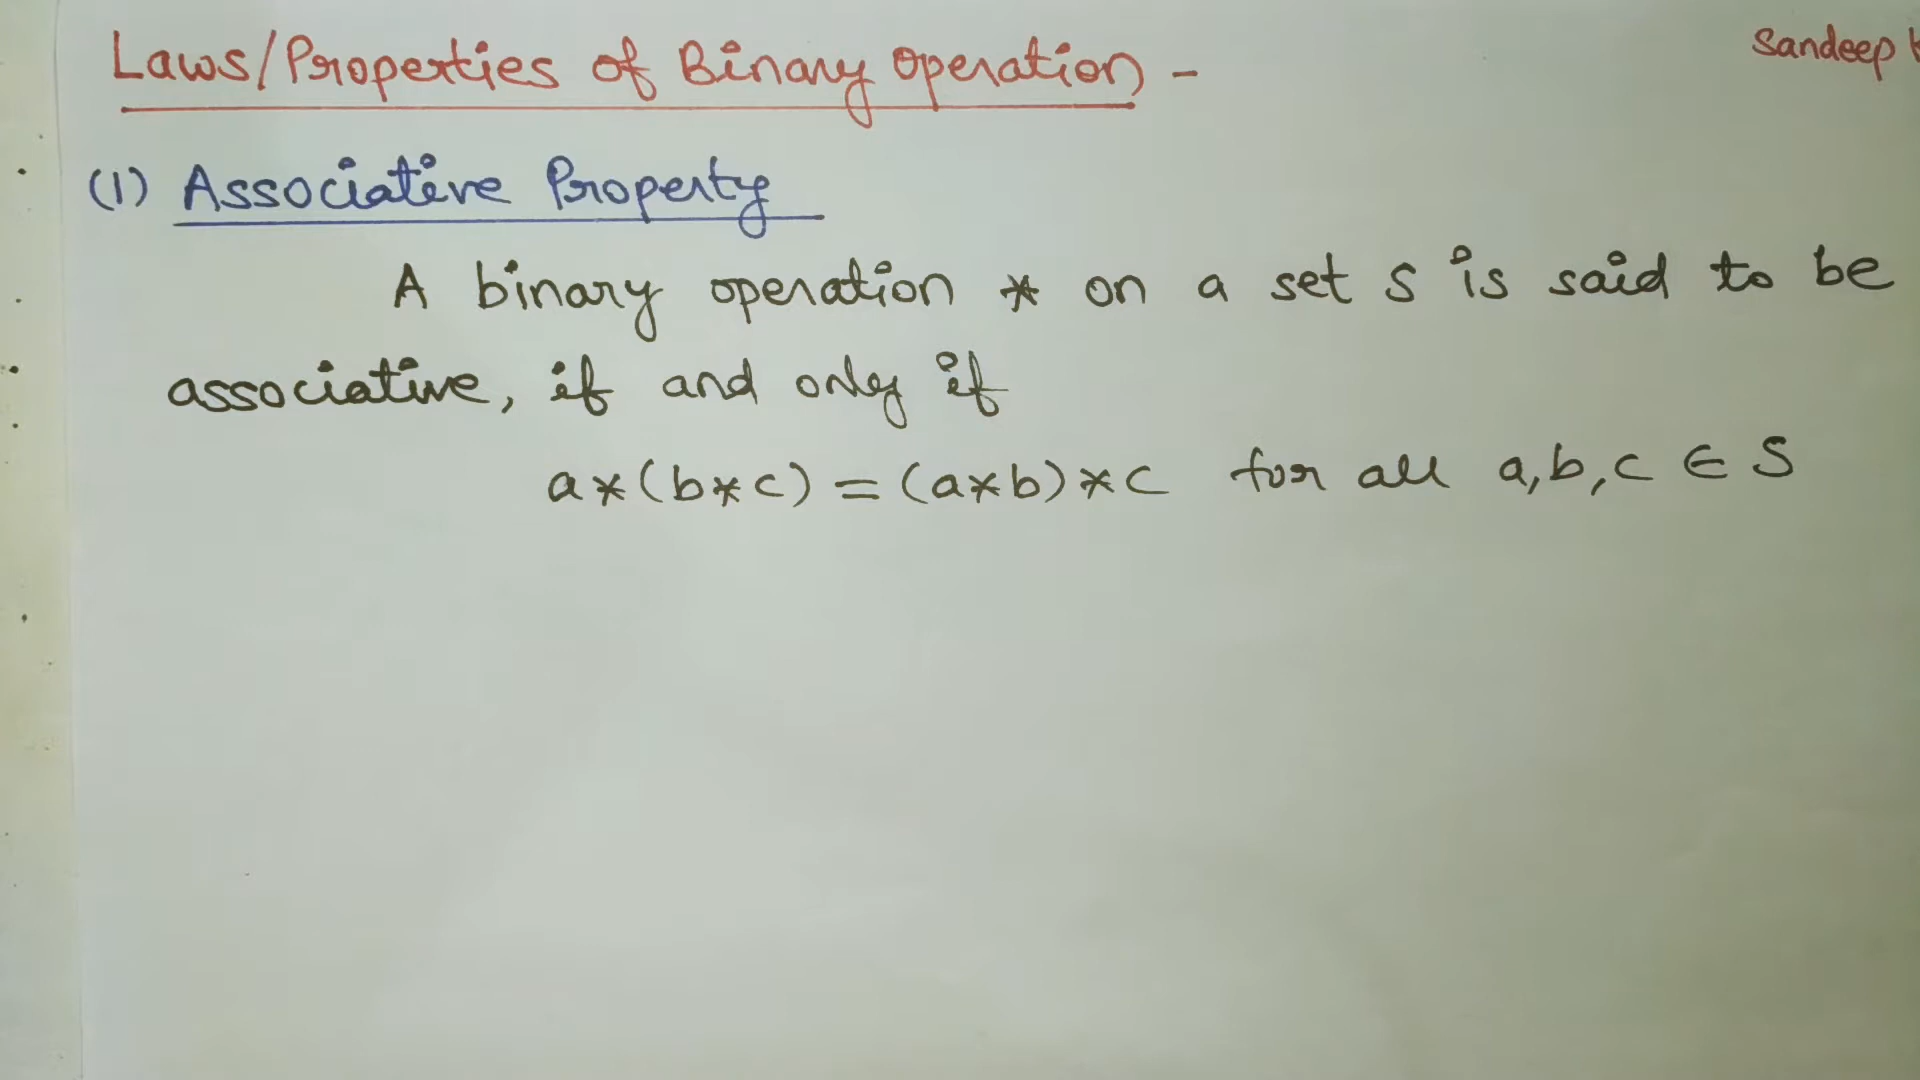 Laws/Properties of Binary Operation -
Sandeep
(1) Associative Property
A binary operation * on a set S is said to be
associative, if and only if
a*(b*c) = (a*b)*c for all a,b,c ∈ S